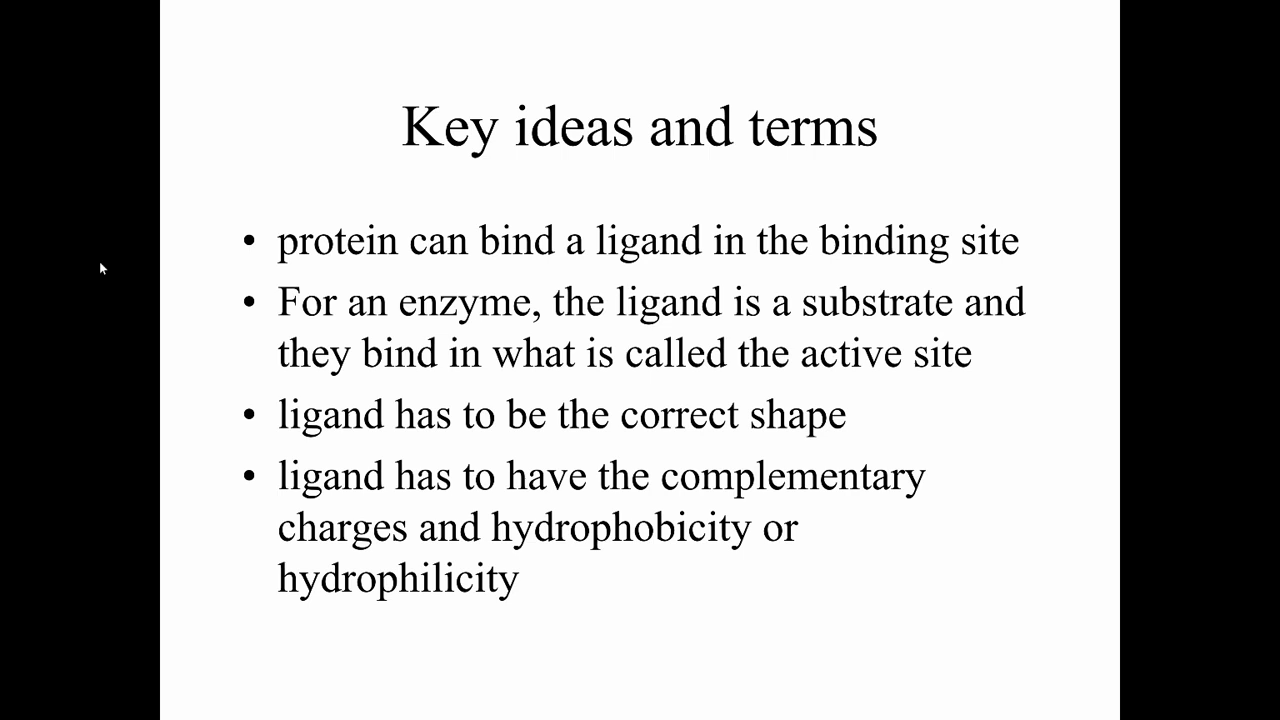 Key ideas and terms
• protein can bind a ligand in the binding site
• For an enzyme, the ligand is a substrate and
they bind in what is called the active site
• ligand has to be the correct shape
• ligand has to have the complementary
charges and hydrophobicity or
hydrophilicity